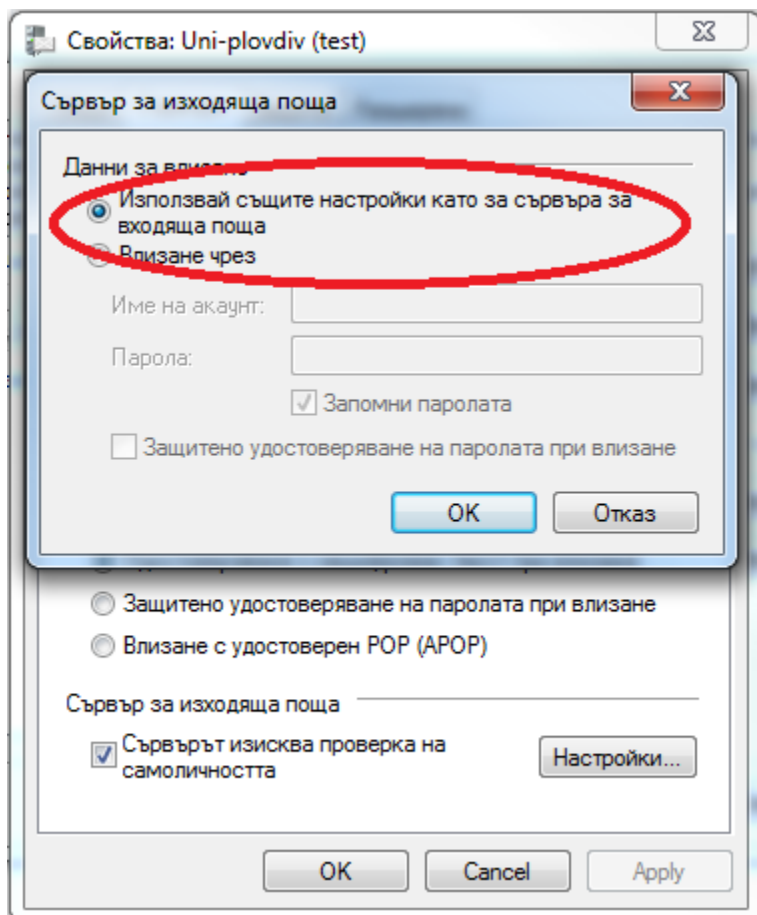 Свойства: Uni-plovdiv (test)
Сървър за изходяща поща
Данни за влизане
Използвай същите настройки като за сървъра за
входяща поща
Влизане чрез
Име на акаунт:
Парола:
Запомни паролата
Защитено удостоверяване на паролата при влизане
OK
Отказ
Защитено удостоверяване на паролата при влизане
Влизане с удостоверен POP (APOP)
Сървър за изходяща поща
Сървърът изисква проверка на
самоличността
Настройки...
OK
Cancel
Apply